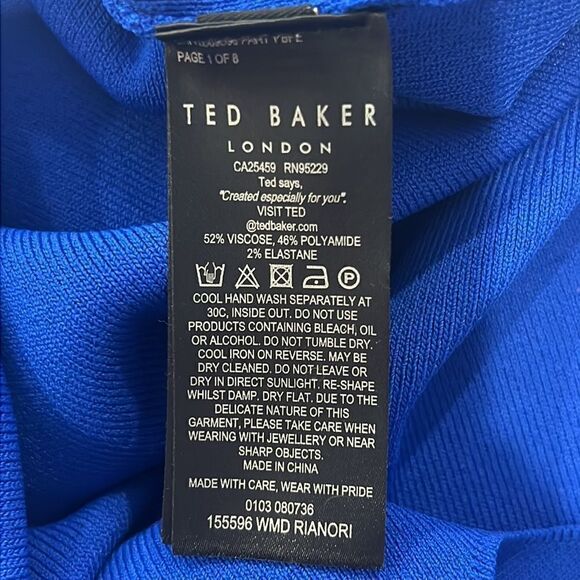 PAGE 1 OF 8
TED BAKER
LONDON
CA25459 RN95229
Ted says,
"Created especially for you".
VISIT TED
@tedbaker.com
52% VISCOSE, 46% POLYAMIDE
2% ELASTANE
P
COOL HAND WASH SEPARATELY AT
30C, INSIDE OUT. DO NOT USE
PRODUCTS CONTAINING BLEACH, OIL
OR ALCOHOL. DO NOT TUMBLE DRY.
COOL IRON ON REVERSE. MAY BE
DRY CLEANED. DO NOT LEAVE OR
DRY IN DIRECT SUNLIGHT. RE-SHAPE
WHILST DAMP. DRY FLAT. DUE TO THE
DELICATE NATURE OF THIS
GARMENT, PLEASE TAKE CARE WHEN
WEARING WITH JEWELLERY OR NEAR
SHARP OBJECTS.
MADE IN CHINA
MADE WITH CARE, WEAR WITH PRIDE
0103 080736
155596 WMD RIANORI